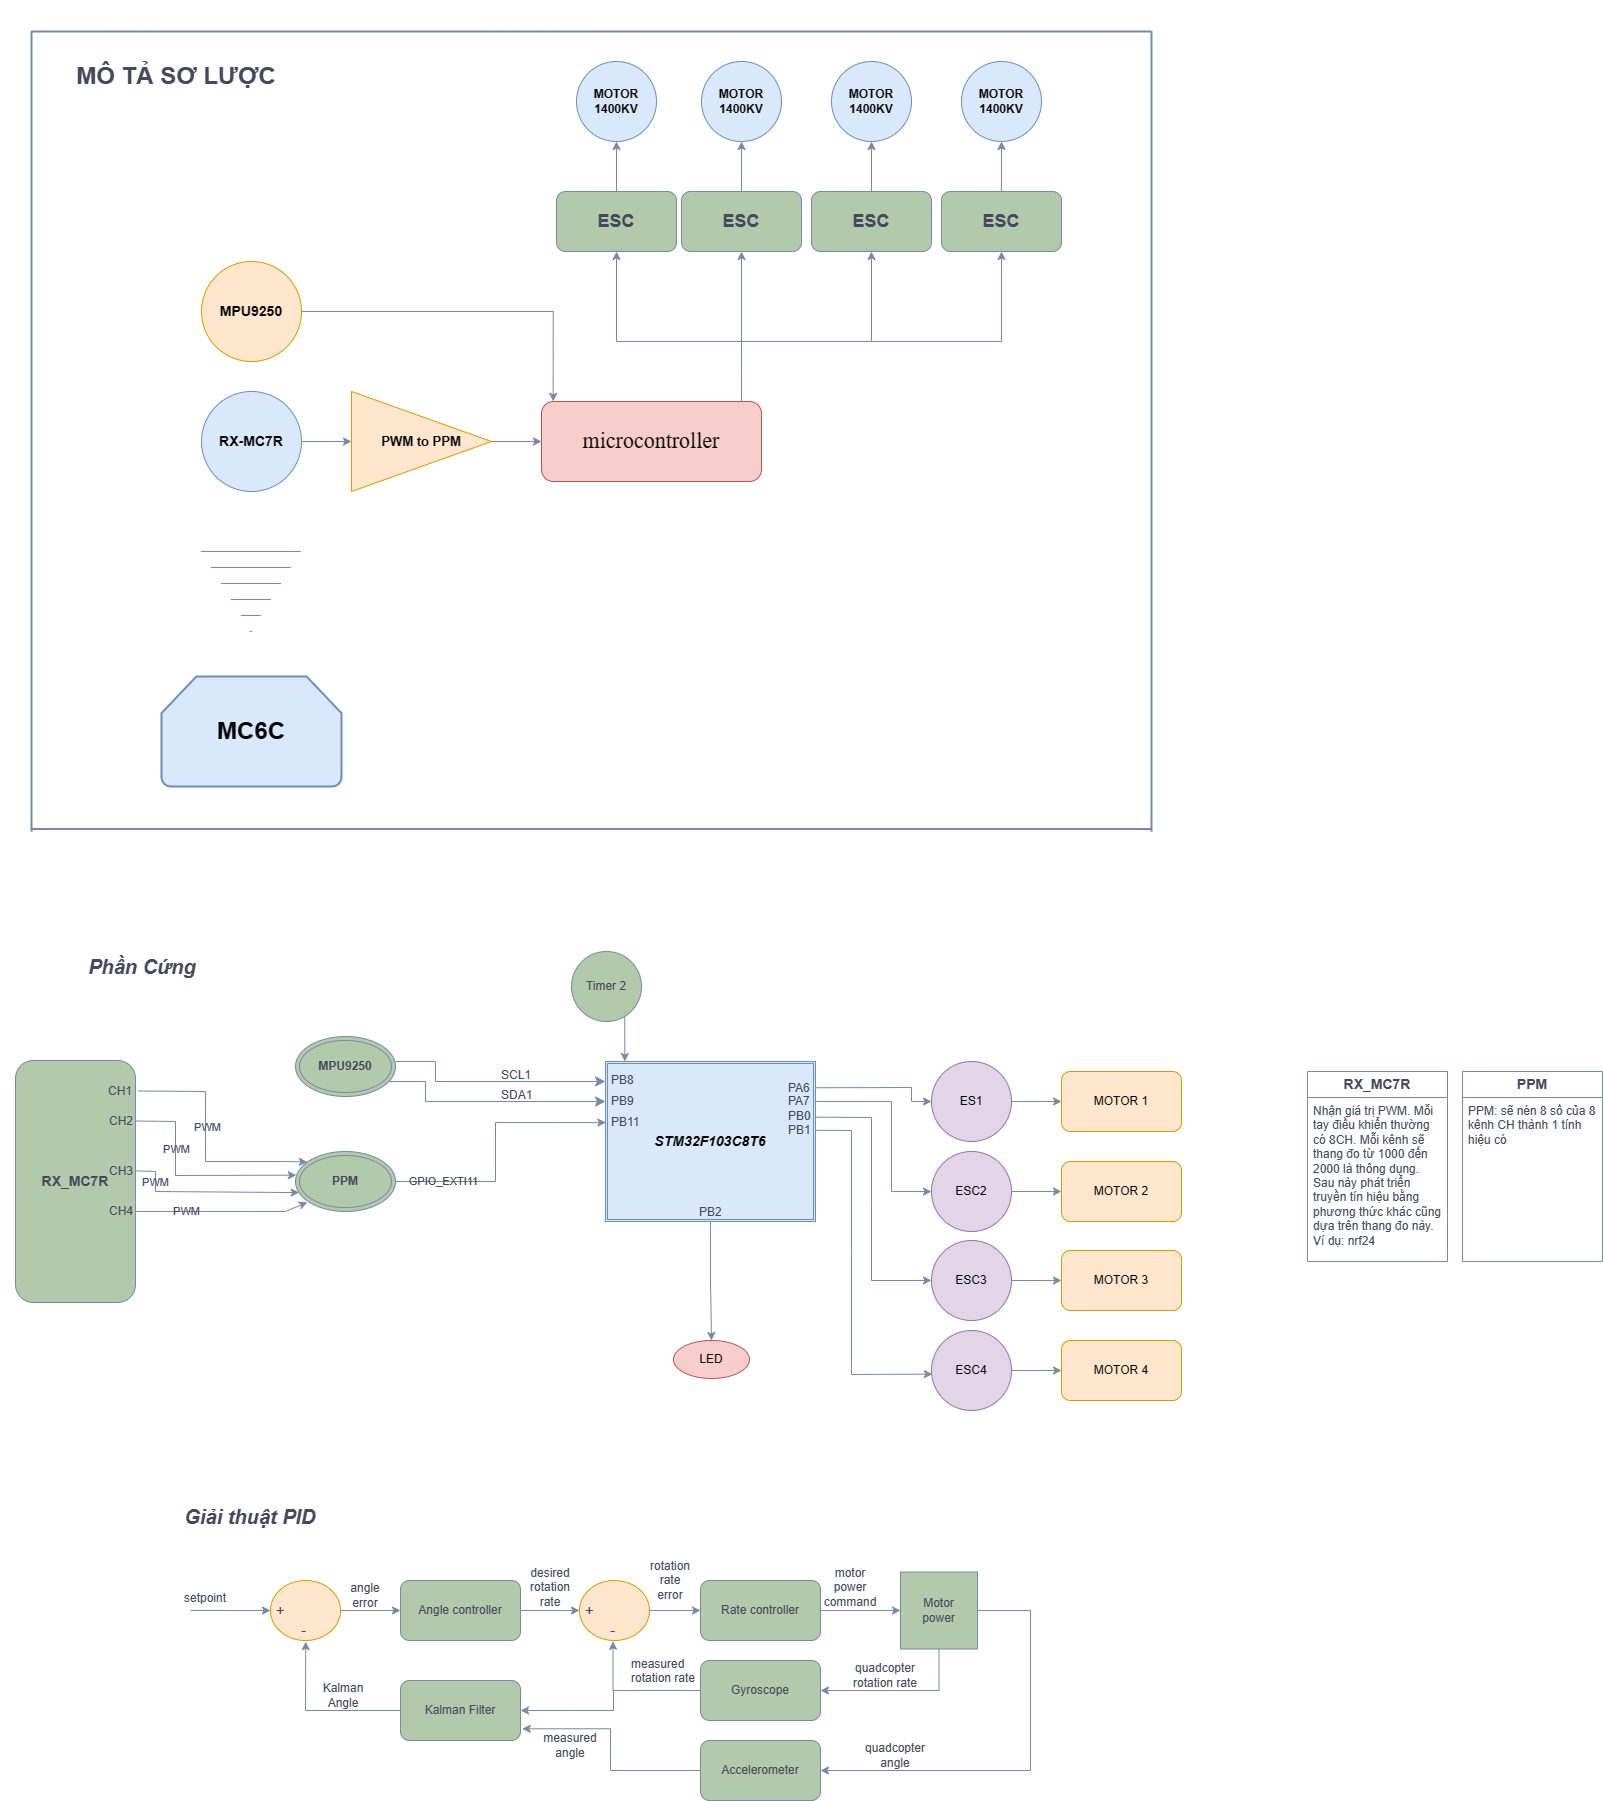 MÔ TẢ SƠ LƯỢC
MOTOR
1400KV
MOTOR
1400KV
MOTOR
1400KV
MOTOR
1400KV
ESC
ESC
ESC
ESC
MPU9250
RX-MC7R
PWM to PPM
microcontroller
MC6C
Phần Cứng
Timer 2
MPU9250
SCL1
SDA1
PB8
PB9
PB11
STM32F103C8T6
PA6
PA7
PB0
PB1
PB2
RX_MC7R
CH1
CH2
CH3
CH4
PWM
PWM
PWM
PWM
PPM
GPIO_EXTI11
LED
ES1
ESC2
ESC3
ESC4
MOTOR 1
MOTOR 2
MOTOR 3
MOTOR 4
RX_MC7R
Nhận giá trị PWM. Mỗi
tay điều khiển thường
có 8CH. Mỗi kênh sẽ
thang đo từ 1000 đến
2000 là thông dụng.
Sau này phát triển
truyền tín hiệu bằng
phương thức khác cũng
dựa trên thang đo này.
Ví dụ: nrf24
PPM
PPM: sẽ nén 8 số của 8
kênh CH thành 1 tính
hiệu có
Giải thuật PID
setpoint
+
-
angle
error
Angle controller
desired
rotation
rate
+
-
rotation
rate
error
Rate controller
motor
power
command
Motor
power
Kalman
Angle
Kalman Filter
measured
rotation rate
Gyroscope
quadcopter
rotation rate
measured
angle
Accelerometer
quadcopter
angle